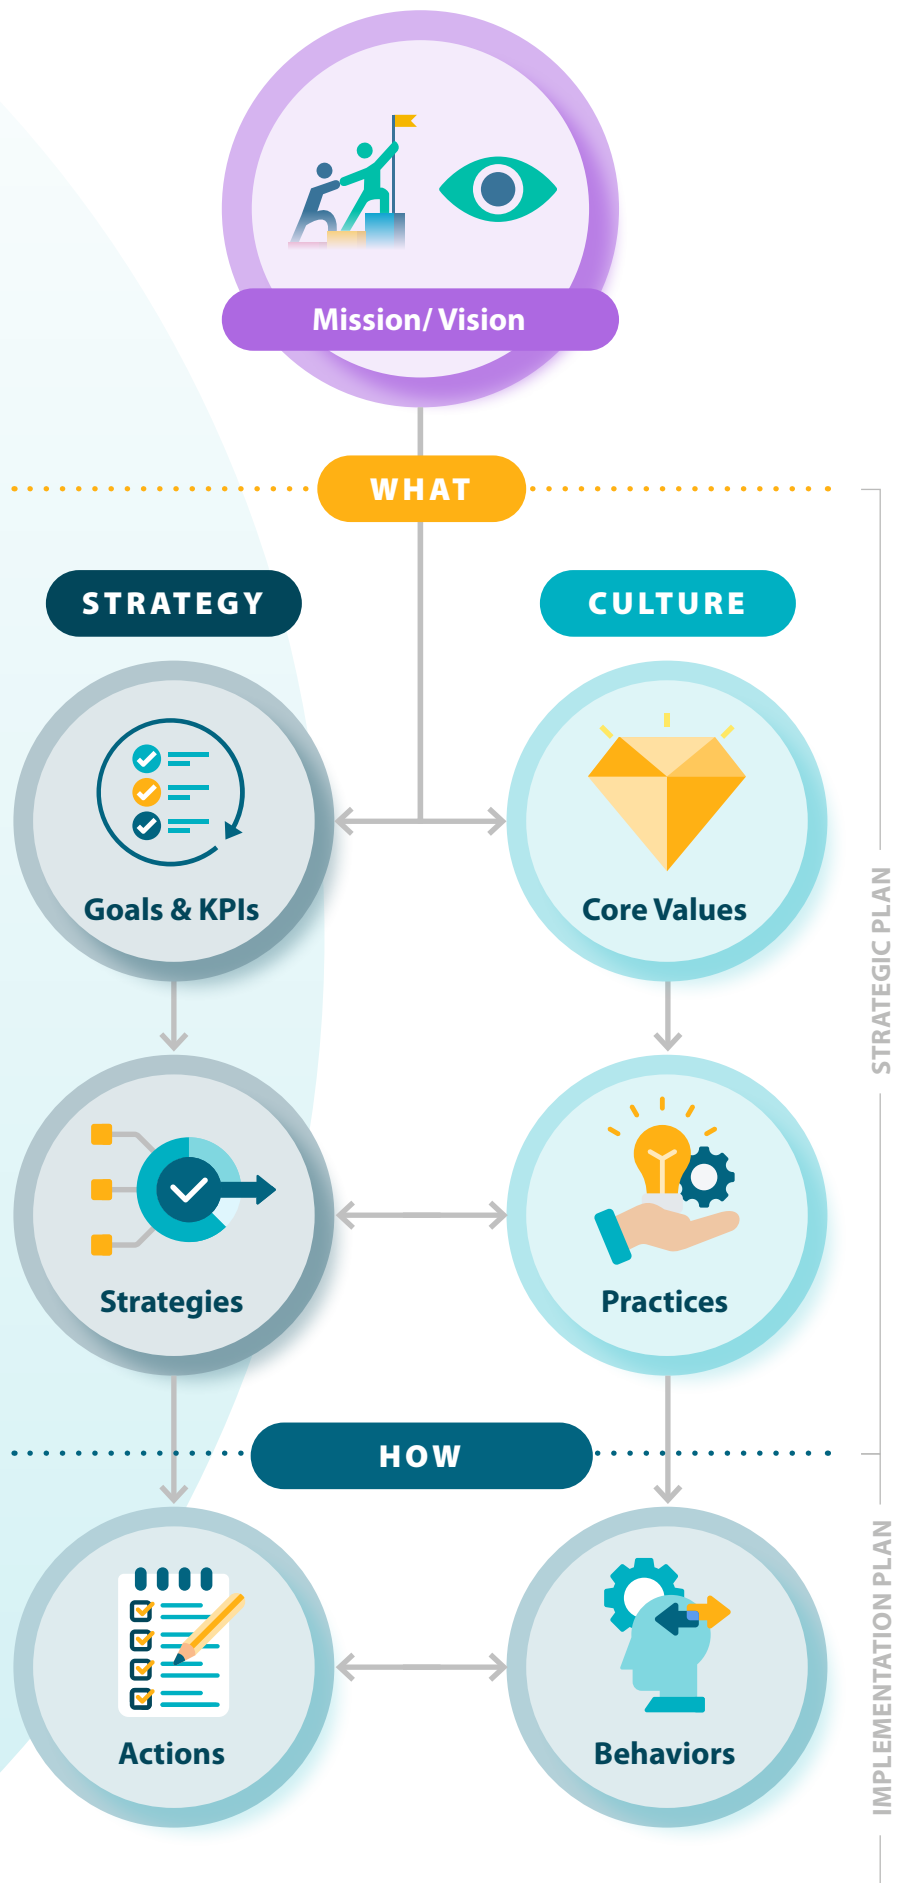 Mission/ Vision
WHAT
STRATEGY
CULTURE
Goals & KPIs
Core Values
STRATEGIC PLAN
Strategies
Practices
HOW
IMPLEMENTATION PLAN
Actions
Behaviors